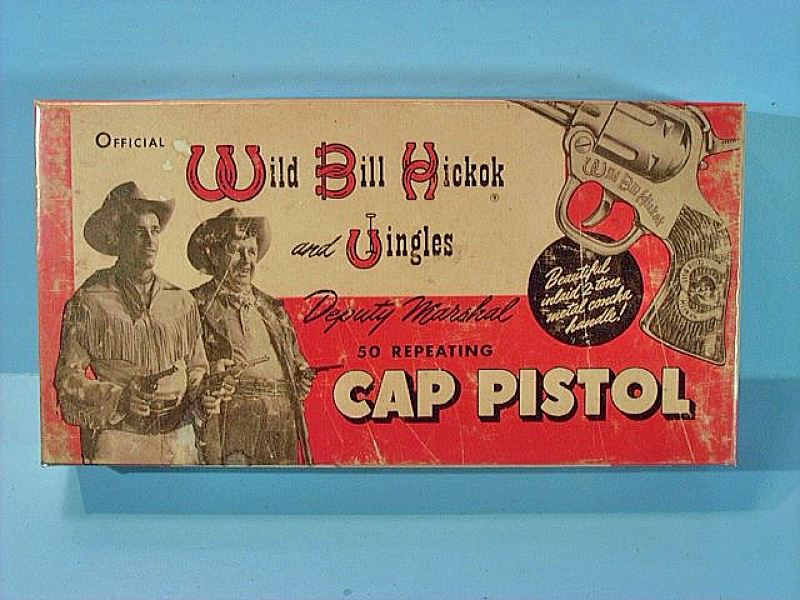 OFFICIAL
Wild Bill Hickok
and Jingles
Deputy Marshal
50 REPEATING
CAP PISTOL
Wild Bill Hickok
Beautiful
inlaid 2-tone
metal concha
handle!